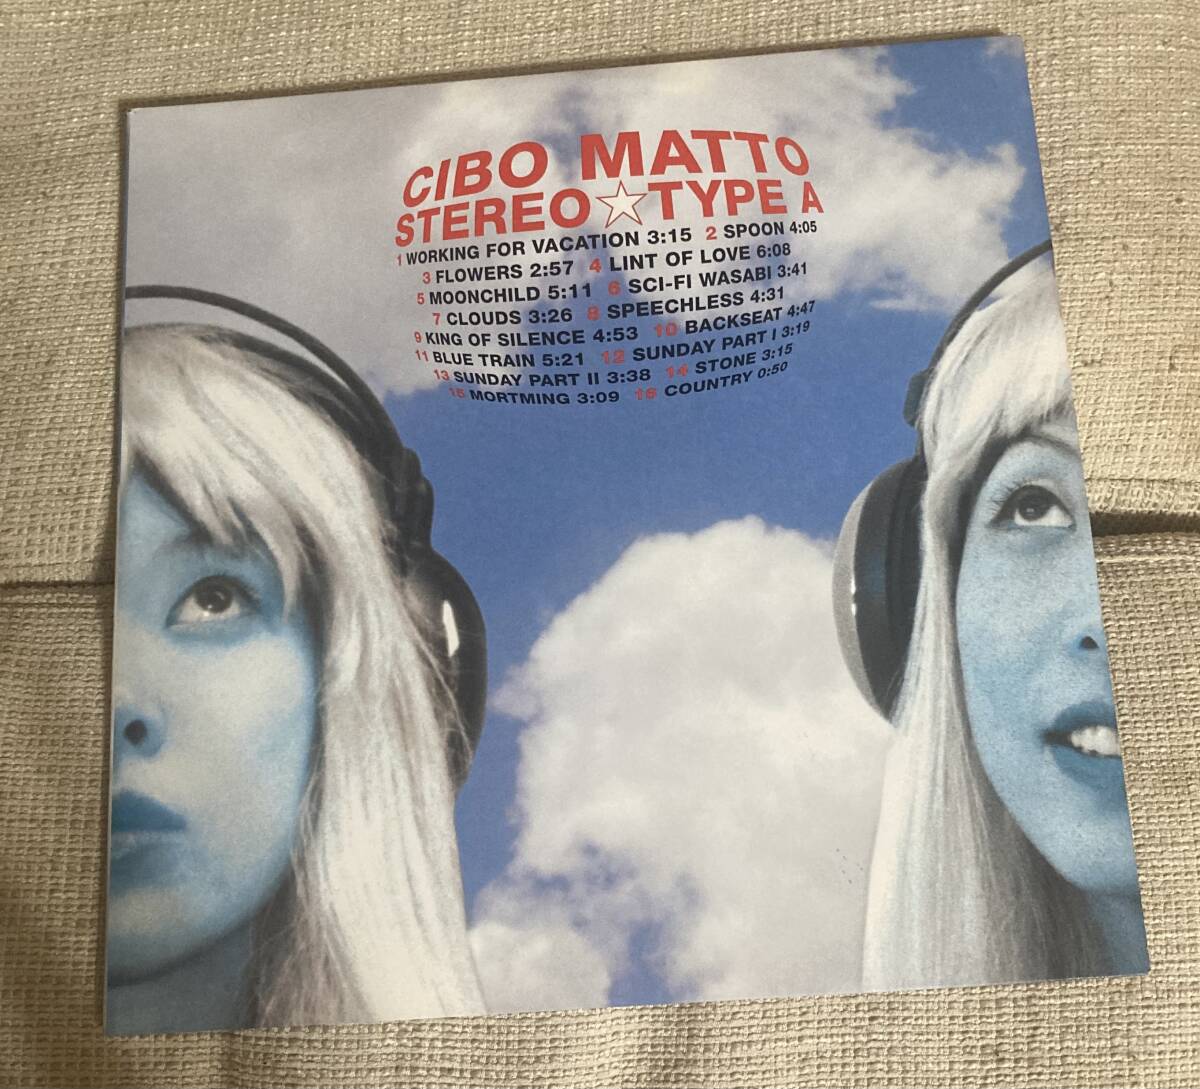 CIBO MATTO
STEREO☆TYPE A
1 WORKING FOR VACATION 3:15 2 SPOON 4:05
3 FLOWERS 2:57 4 LINT OF LOVE 6:08
5 MOONCHILD 5:11 6 SCI-FI WASABI 3:41
7 CLOUDS 3:26 8 SPEECHLESS 4:31
9 KING OF SILENCE 4:53 10 BACKSEAT 4:47
11 BLUE TRAIN 5:21 12 SUNDAY PART I 3:19
13 SUNDAY PART II 3:38 14 STONE 3:15
15 MORTMING 3:09 16 COUNTRY 0:50